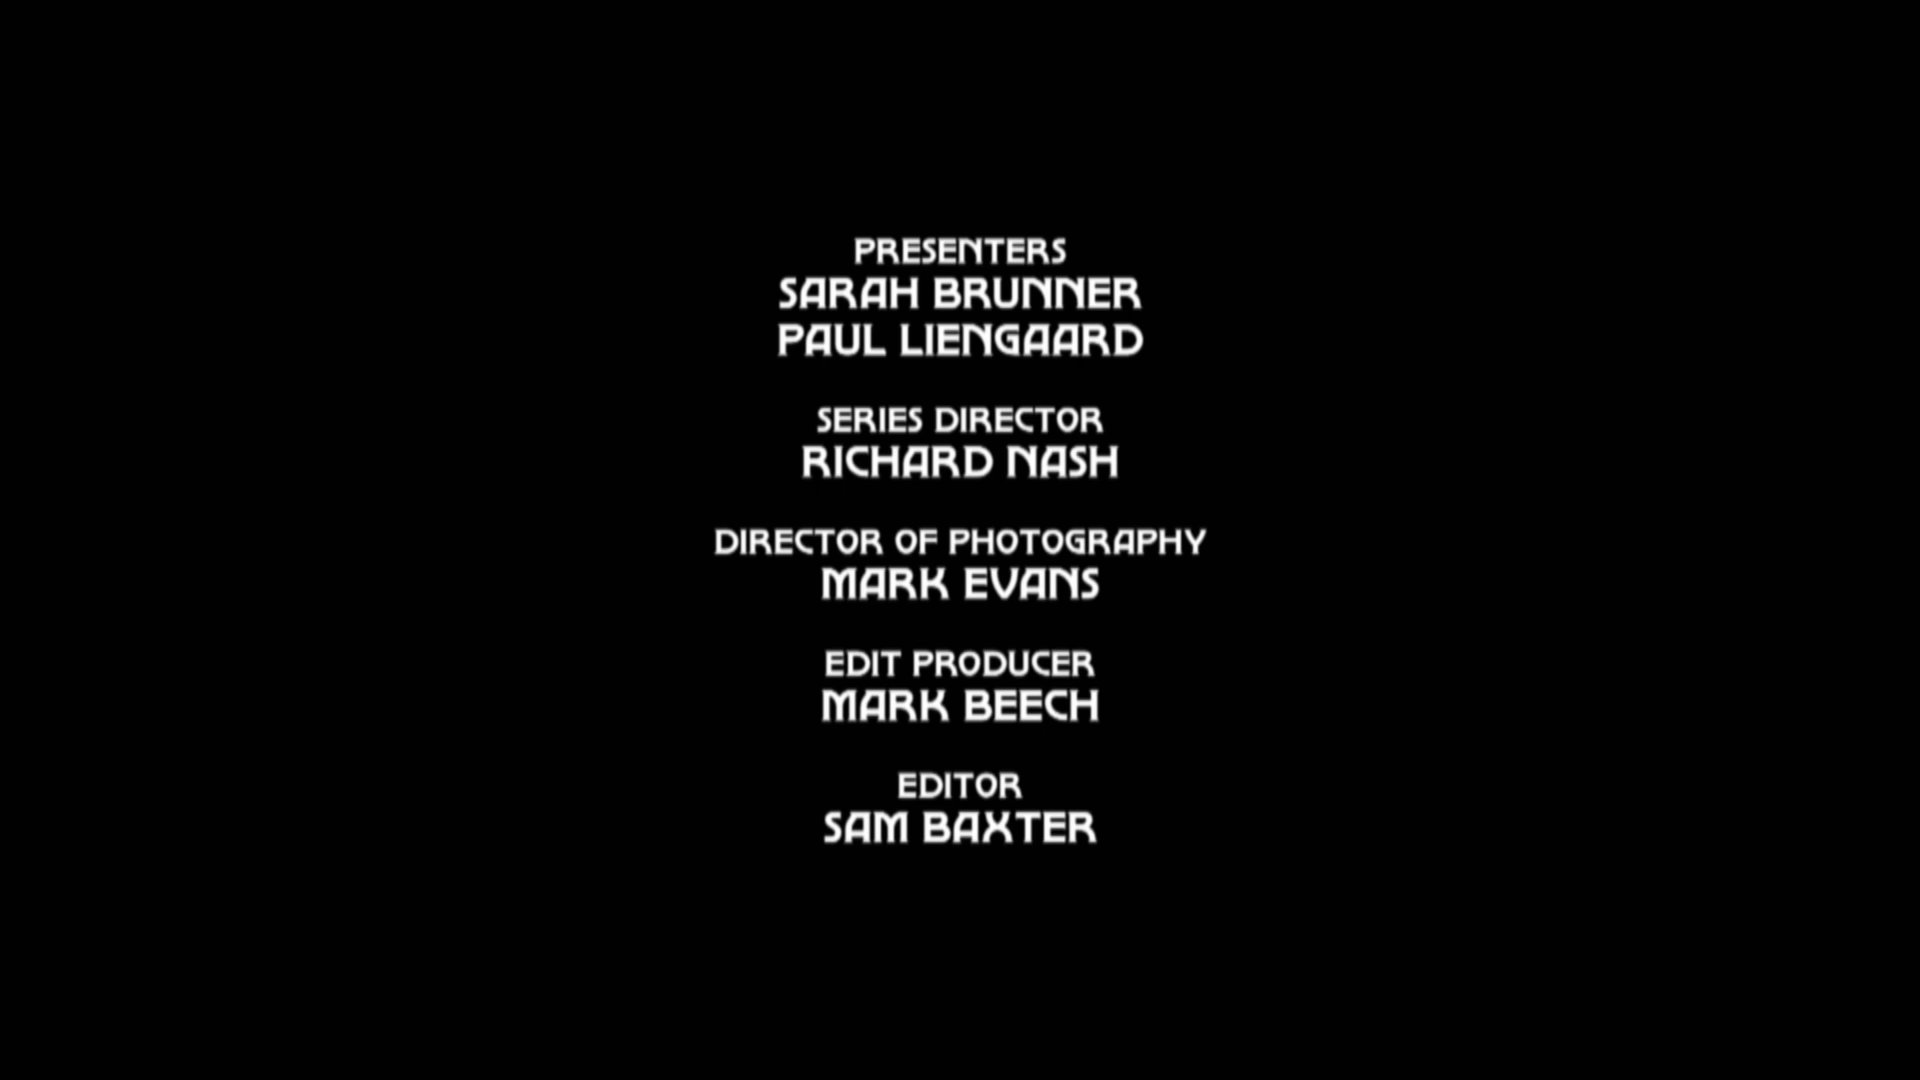 PRESENTERS
SARAH BRUNNER
PAUL LIENGAARD
SERIES DIRECTOR
RICHARD NASH
DIRECTOR OF PHOTOGRAPHY
MARK EVANS
EDIT PRODUCER
MARK BEECH
EDITOR
SAM BAXTER